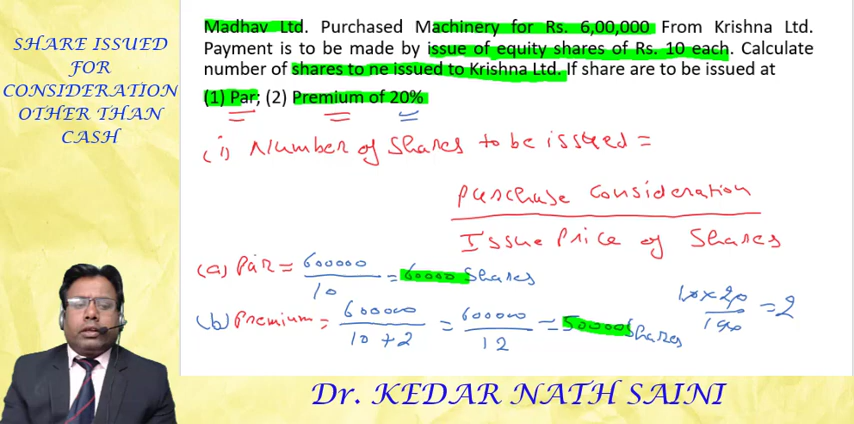 SHARE ISSUED
FOR
CONSIDERATION
OTHER THAN
CASH
Madhav Ltd. Purchased Machinery for Rs. 6,00,000 From Krishna Ltd.
Payment is to be made by issue of equity shares of Rs. 10 each. Calculate
number of shares to ne issued to Krishna Ltd. If share are to be issued at
(1) Par; (2) Premium of 20%
(i) Number of Shares to be issued =
Purchase Consideration
Issue Price of Shares
(a) Par = 600000 / 10 = 60000 Shares
(b) Premium = 600000 / 10 + 2 = 600000 / 12 = 50000 Shares
10 x 20 / 100 = 2
Dr. KEDAR NATH SAINI